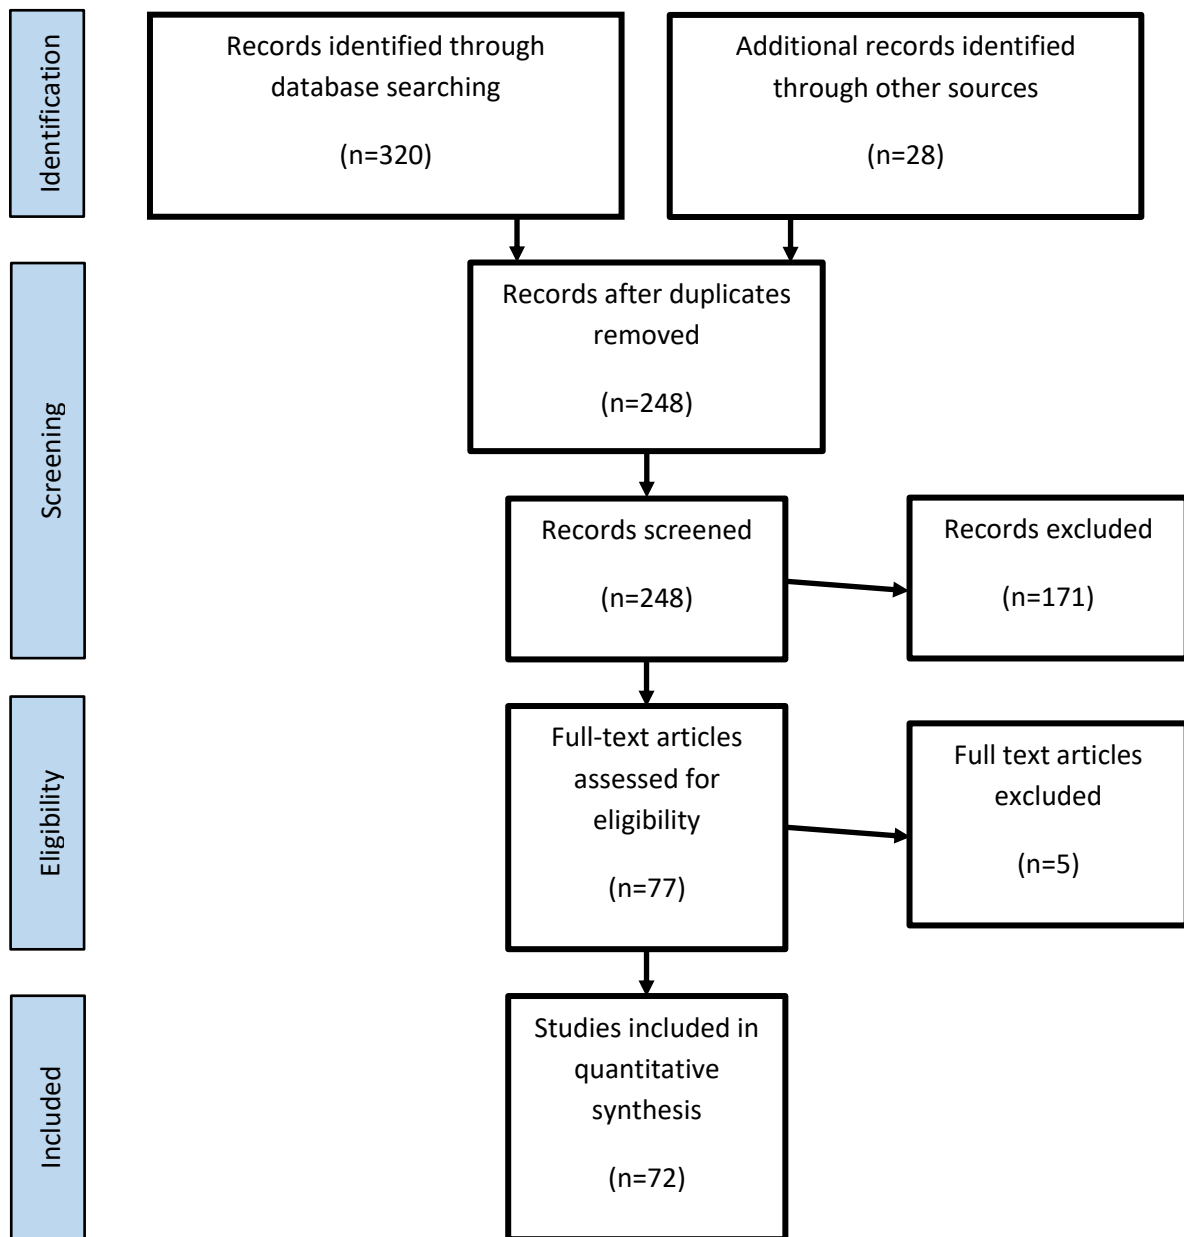 Identification
Records identified through
database searching
(n=320)
Additional records identified
through other sources
(n=28)
Screening
Records after duplicates
removed
(n=248)
Records screened
(n=248)
Records excluded
(n=171)
Eligibility
Full-text articles
assessed for
eligibility
(n=77)
Full text articles
excluded
(n=5)
Included
Studies included in
quantitative
synthesis
(n=72)